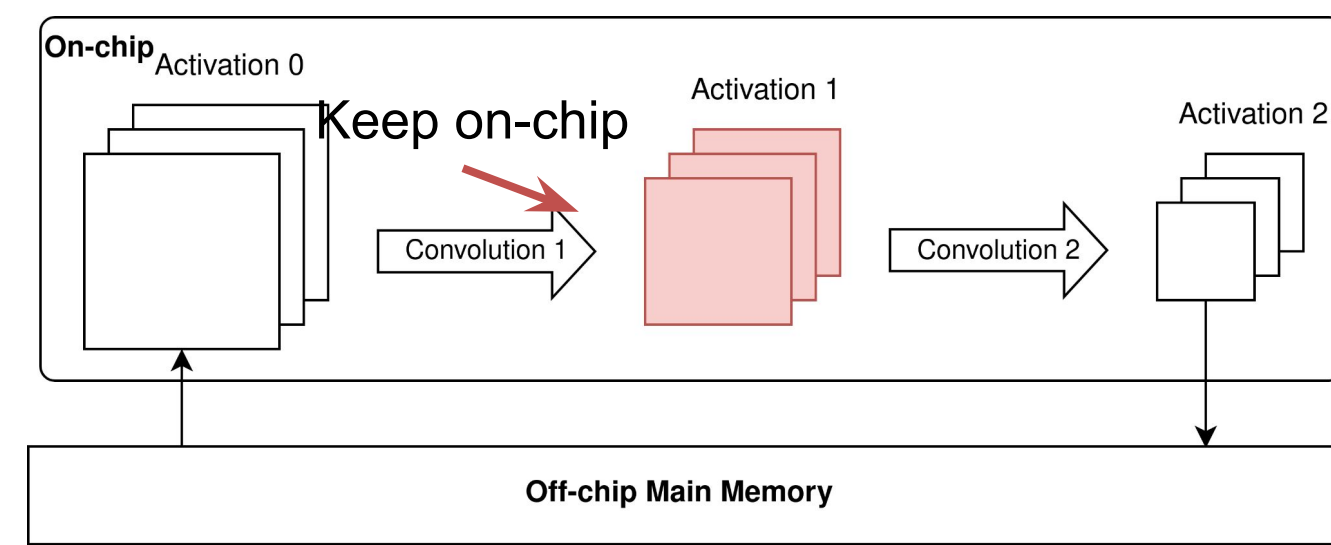 On-chip
Activation 0
Keep on-chip
Activation 1
Activation 2
Convolution 1
Convolution 2
Off-chip Main Memory